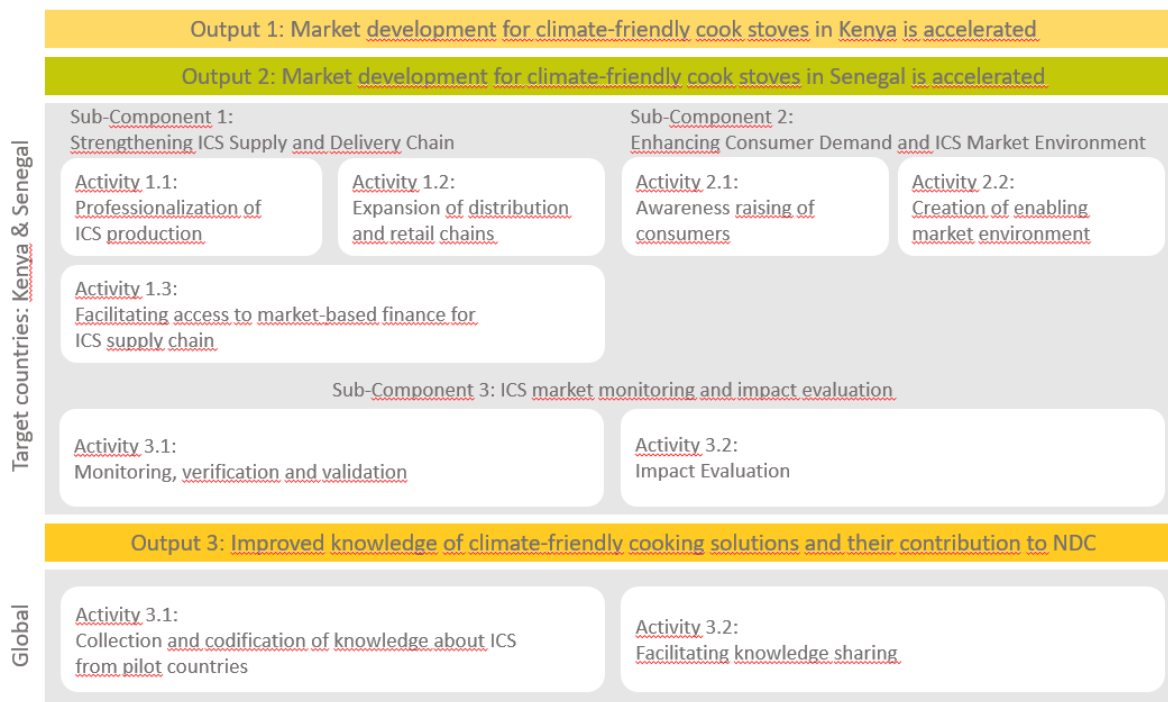 Output 1: Market development for climate-friendly cook stoves in Kenya is accelerated
Output 2: Market development for climate-friendly cook stoves in Senegal is accelerated
Target countries: Kenya & Senegal
Sub-Component 1:
Strengthening ICS Supply and Delivery Chain
Activity 1.1:
Professionalization of
ICS production
Activity 1.2:
Expansion of distribution
and retail chains
Activity 1.3:
Facilitating access to market-based finance for
ICS supply chain
Sub-Component 2:
Enhancing Consumer Demand and ICS Market Environment
Activity 2.1:
Awareness raising of
consumers
Activity 2.2:
Creation of enabling
market environment
Sub-Component 3: ICS market monitoring and impact evaluation
Activity 3.1:
Monitoring, verification and validation
Activity 3.2:
Impact Evaluation
Output 3: Improved knowledge of climate-friendly cooking solutions and their contribution to NDC
Global
Activity 3.1:
Collection and codification of knowledge about ICS
from pilot countries
Activity 3.2:
Facilitating knowledge sharing